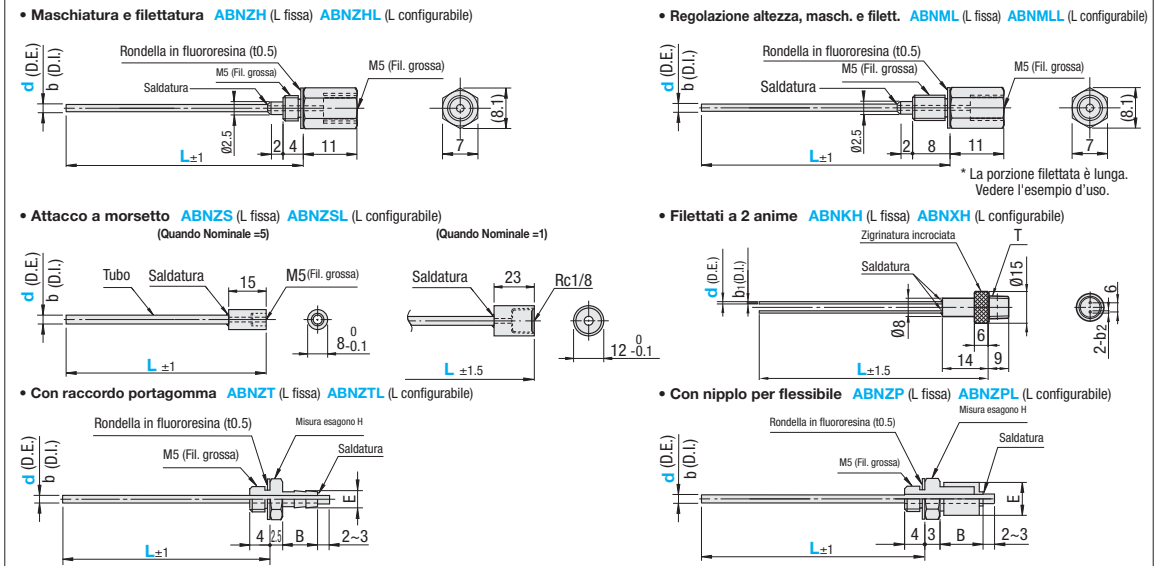 • Maschiatura e filettatura ABNZH (L fissa) ABNZHL (L configurabile)
Rondella in fluororesina (t0.5)
M5 (Fil. grossa)
M5 (Fil. grossa)
Saldatura
d (D.E.)
b (D.I.)
Ø2.5
2
4
11
L±1
7
(8.1)
• Regolazione altezza, masch. e filett. ABNML (L fissa) ABNMLL (L configurabile)
Rondella in fluororesina (t0.5)
M5 (Fil. grossa)
M5 (Fil. grossa)
Saldatura
d (D.E.)
b (D.I.)
Ø2.5
2
8
11
L±1
7
(8.1)
* La porzione filettata è lunga.
Vedere l'esempio d'uso.
• Attacco a morsetto ABNZS (L fissa) ABNZSL (L configurabile)
(Quando Nominale =5)
(Quando Nominale =1)
Tubo
Saldatura
15
M5(Fil. grossa)
d (D.E.)
b (D.I.)
L ±1
8 0 -0.1
Saldatura
23
Rc1/8
L ±1.5
12 0 -0.1
• Filettati a 2 anime ABNKH (L fissa) ABNXH (L configurabile)
Zigrinatura incrociata
T
Saldatura
d (D.E.)
b1(D.I.)
Ø8
Ø15
6
14
9
L±1.5
6
2-b2
• Con raccordo portagomma ABNZT (L fissa) ABNZTL (L configurabile)
Rondella in fluororesina (t0.5)
Misura esagono H
M5 (Fil. grossa)
Saldatura
d (D.E.)
b (D.I.)
E
4
2.5
B
2~3
L±1
• Con nipplo per flessibile ABNZP (L fissa) ABNZPL (L configurabile)
Rondella in fluororesina (t0.5)
Misura esagono H
M5 (Fil. grossa)
Saldatura
d (D.E.)
b (D.I.)
E
4
3
B
2~3
L±1